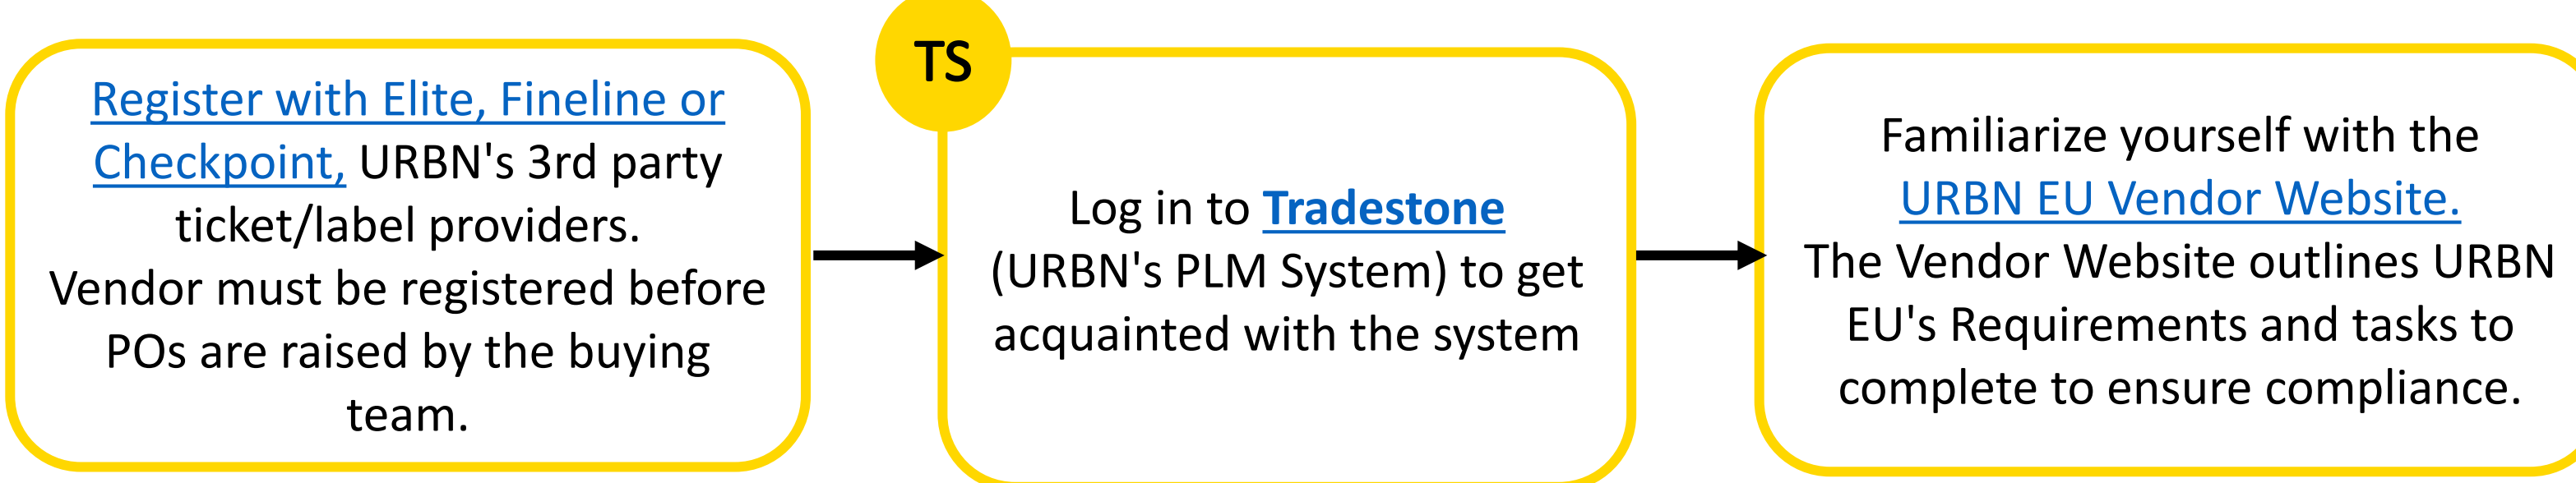 Register with Elite, Fineline or
Checkpoint, URBN's 3rd party
ticket/label providers.
Vendor must be registered before
POs are raised by the buying
team.
TS
Log in to Tradestone
(URBN's PLM System) to get
acquainted with the system
Familiarize yourself with the
URBN EU Vendor Website.
The Vendor Website outlines URBN
EU's Requirements and tasks to
complete to ensure compliance.